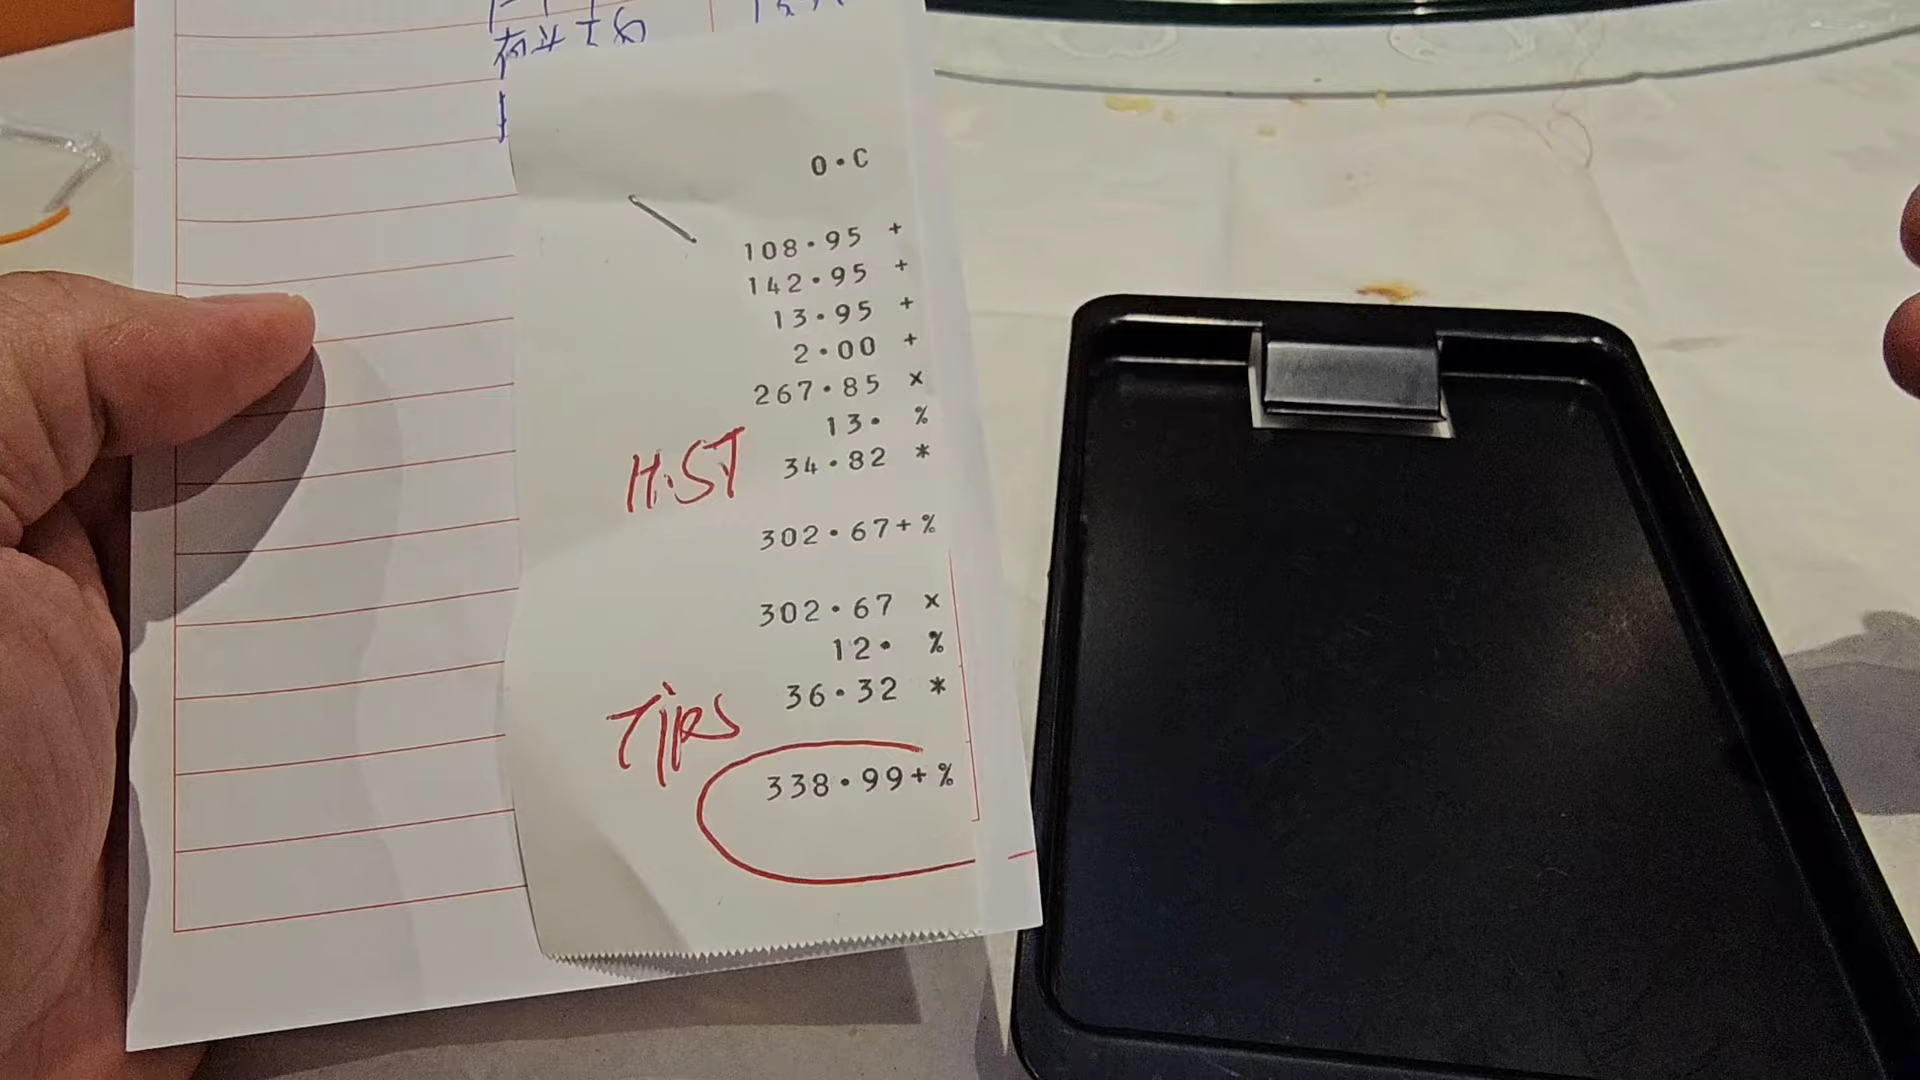 0•C
108•95 +
142•95 +
13•95 +
2•00 +
267•85 x
13• %
H.ST 34•82 *
302•67+%
302•67 x
12• %
Tips 36•32 *
338•99+%